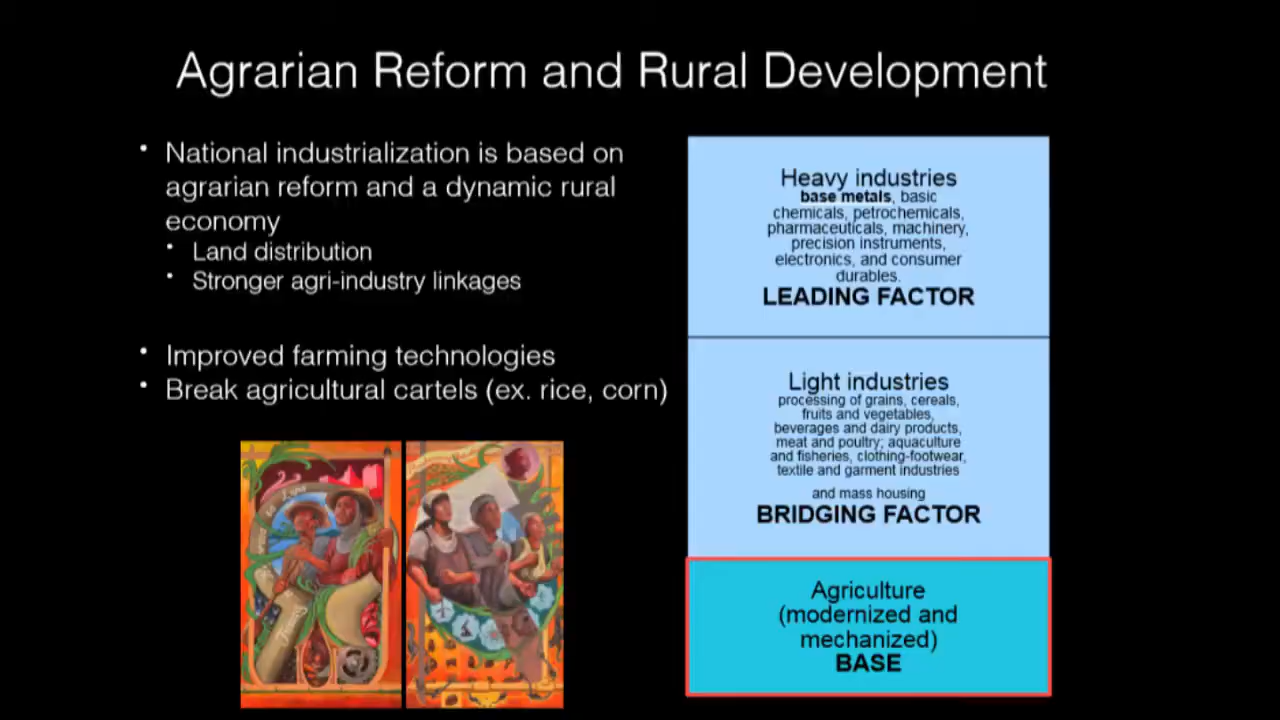 Agrarian Reform and Rural Development
• National industrialization is based on
agrarian reform and a dynamic rural
economy
• Land distribution
• Stronger agri-industry linkages
• Improved farming technologies
• Break agricultural cartels (ex. rice, corn)
Heavy industries
base metals, basic
chemicals, petrochemicals,
pharmaceuticals, machinery,
precision instruments,
electronics, and consumer
durables.
LEADING FACTOR
Light industries
processing of grains, cereals,
fruits and vegetables,
beverages and dairy products,
meat and poultry; aquaculture
and fisheries, clothing-footwear,
textile and garment industries
and mass housing
BRIDGING FACTOR
Agriculture
(modernized and
mechanized)
BASE